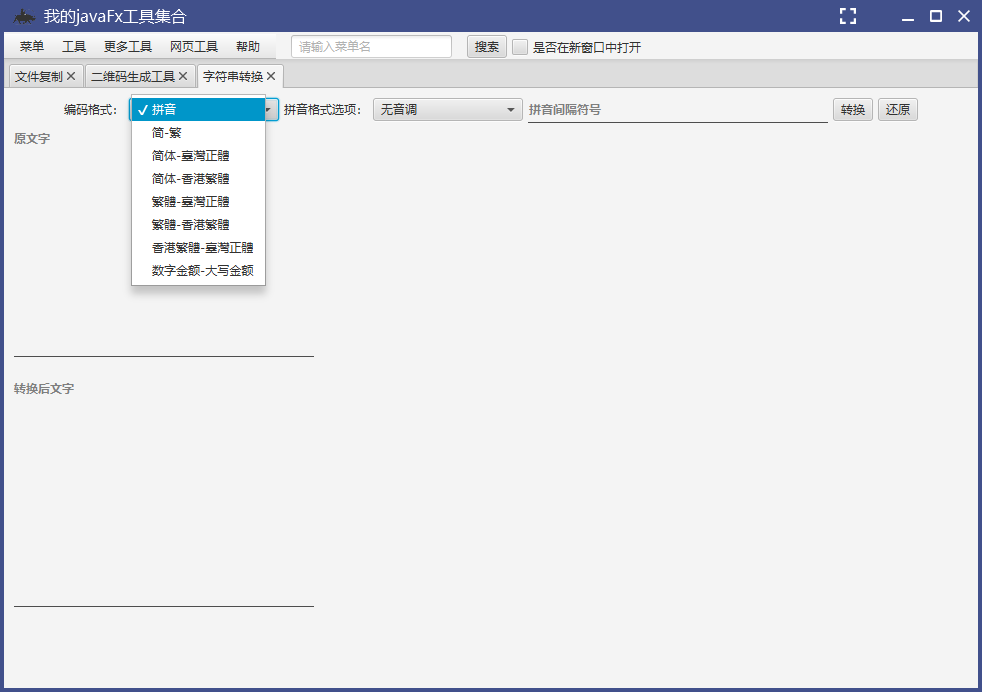 我的javaFx工具集合
菜单 工具 更多工具 网页工具 帮助 请输入菜单名 搜索 是否在新窗口中打开
文件复制 二维码生成工具 字符串转换
编码格式： 拼音 拼音格式选项： 无音调 拼音间隔符号 转换 还原
简-繁
简体-臺灣正體
简体-香港繁體
繁體-臺灣正體
繁體-香港繁體
香港繁體-臺灣正體
数字金额-大写金额
原文字
转换后文字